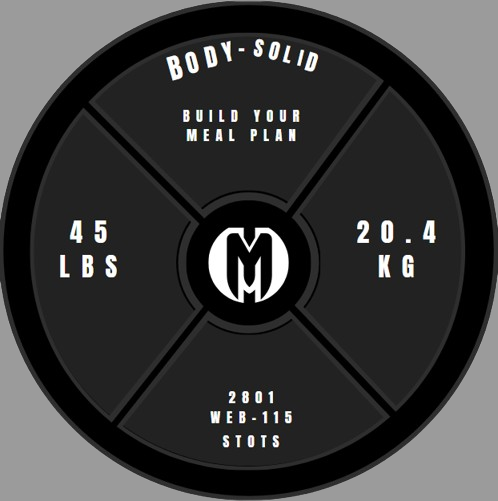 BODY-SOLID
BUILD YOUR
MEAL PLAN
45
LBS
20.4
KG
M
2801
WEB-115
STOTS